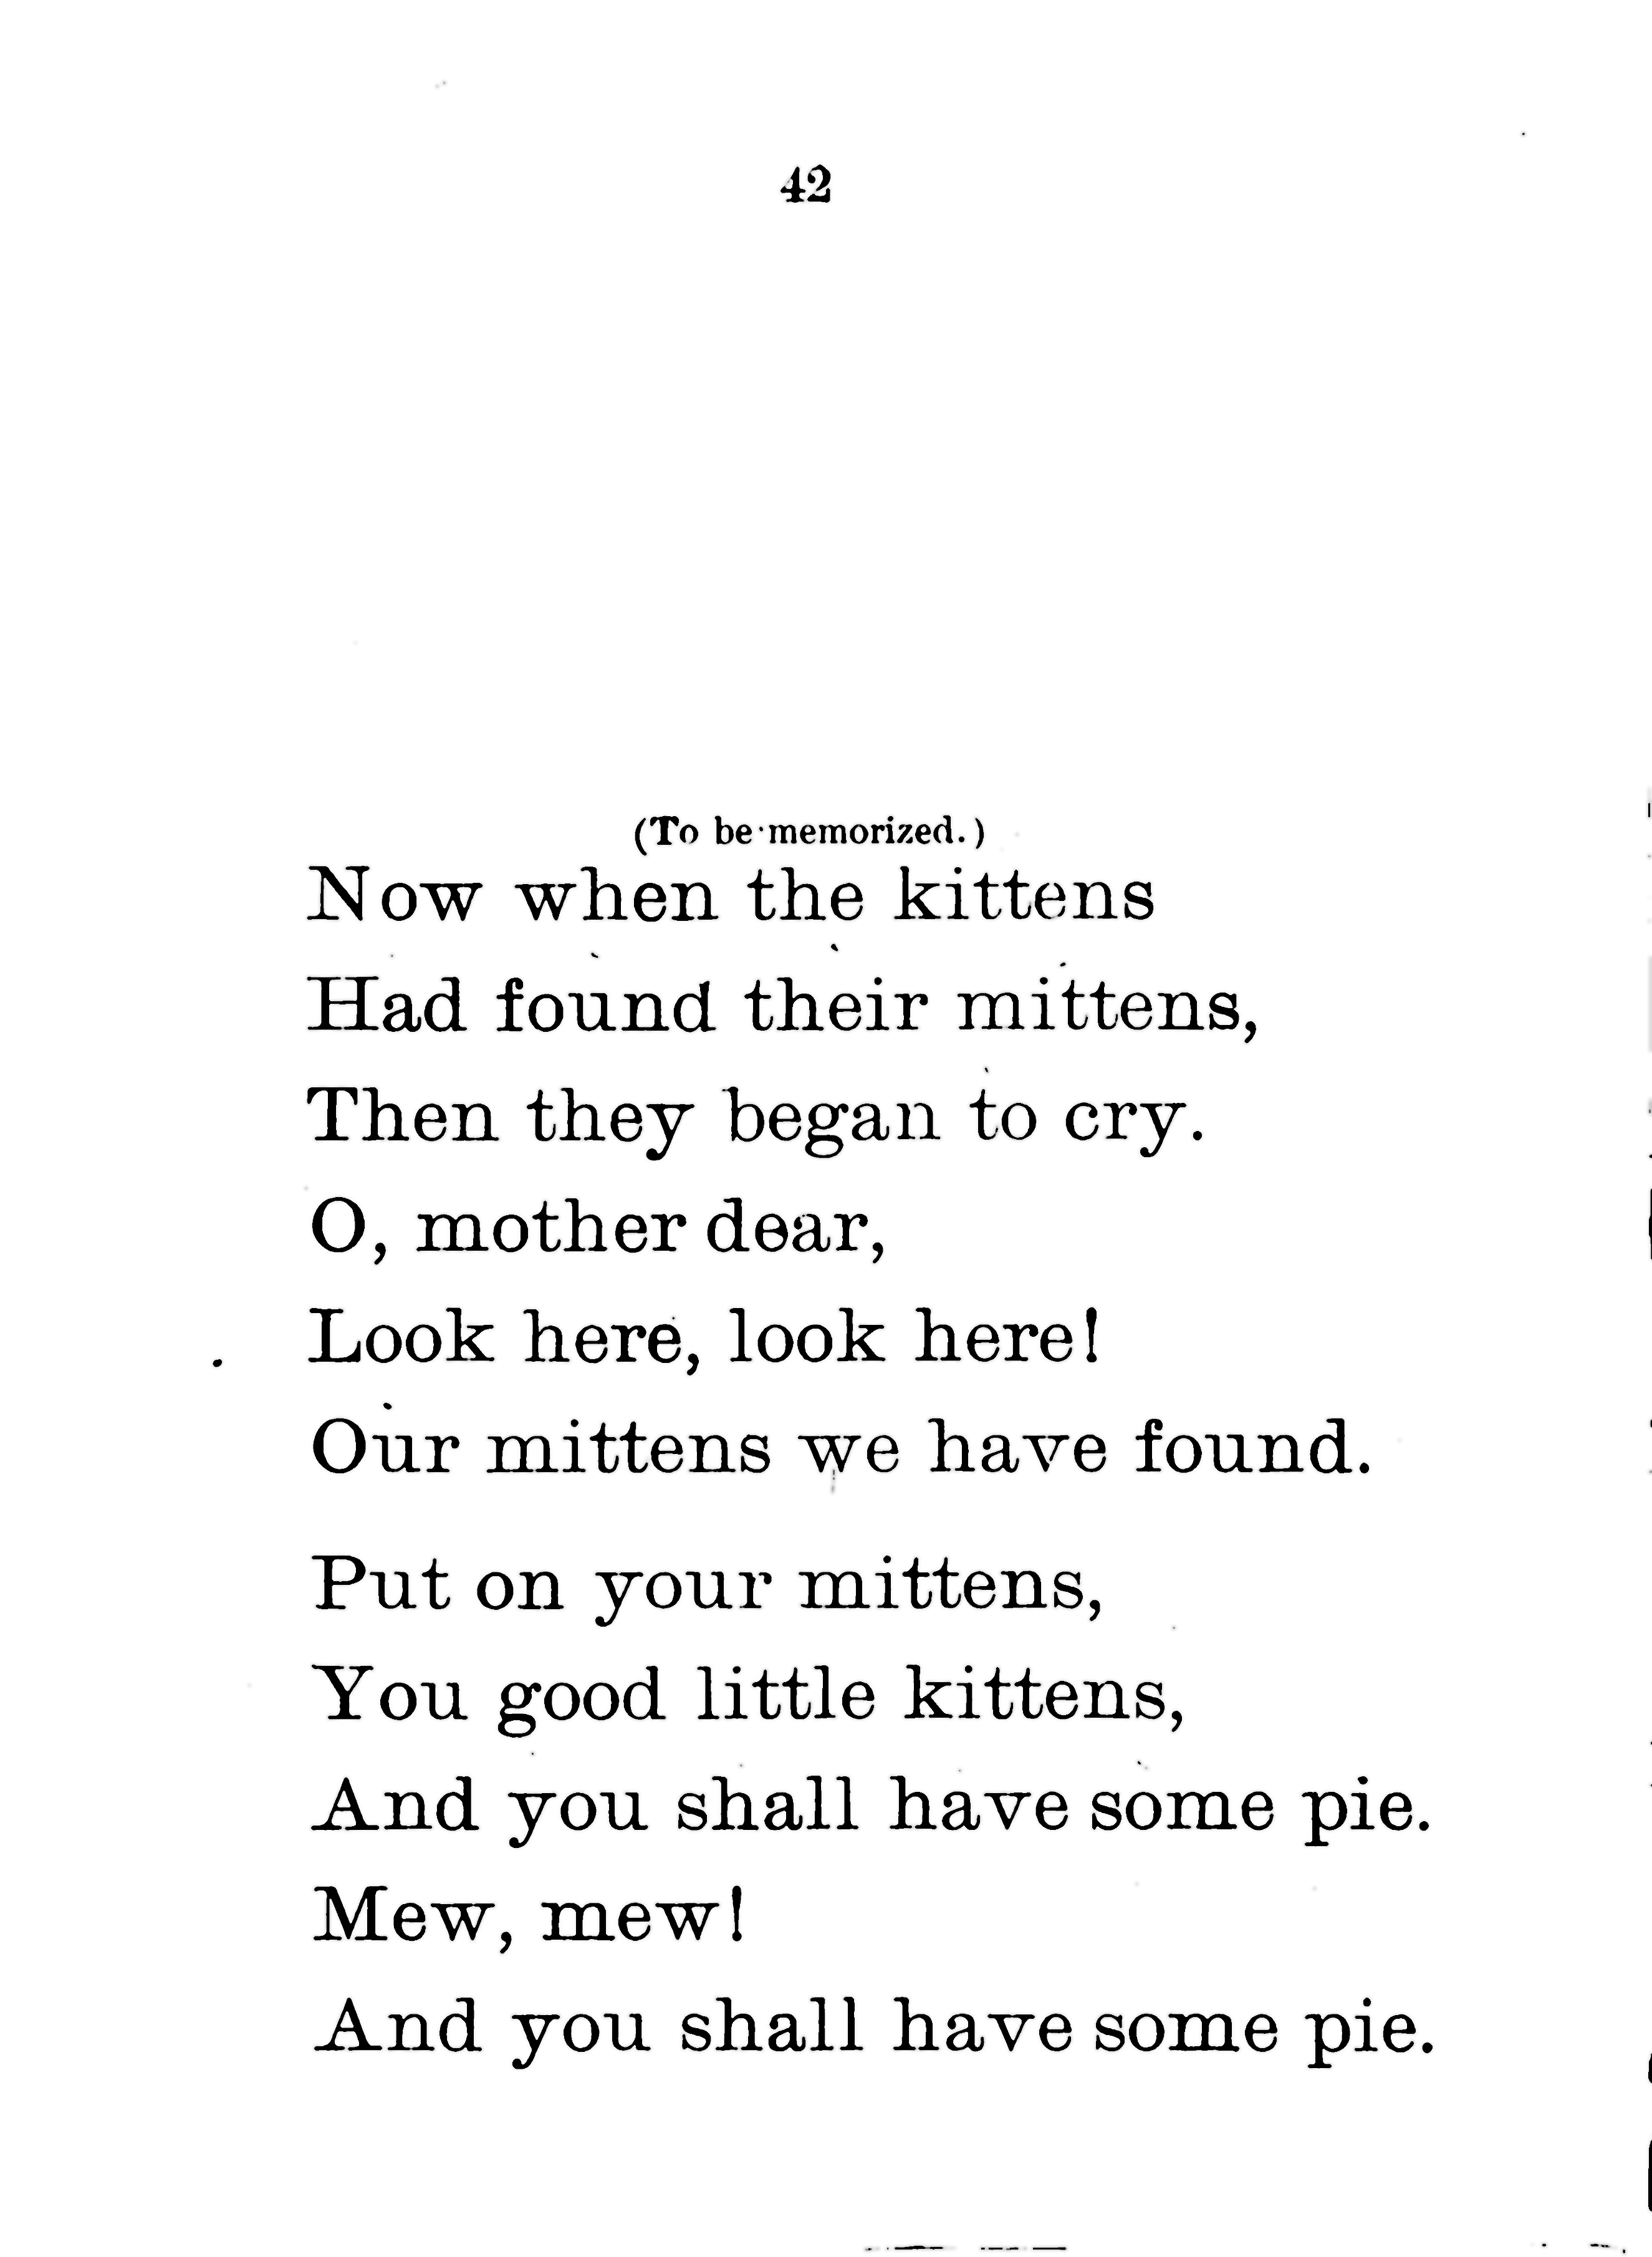 42
(To be memorized.)
Now when the kittens
Had found their mittens,
Then they began to cry.
O, mother dear,
Look here, look here!
Our mittens we have found.
Put on your mittens,
You good little kittens,
And you shall have some pie.
Mew, mew!
And you shall have some pie.